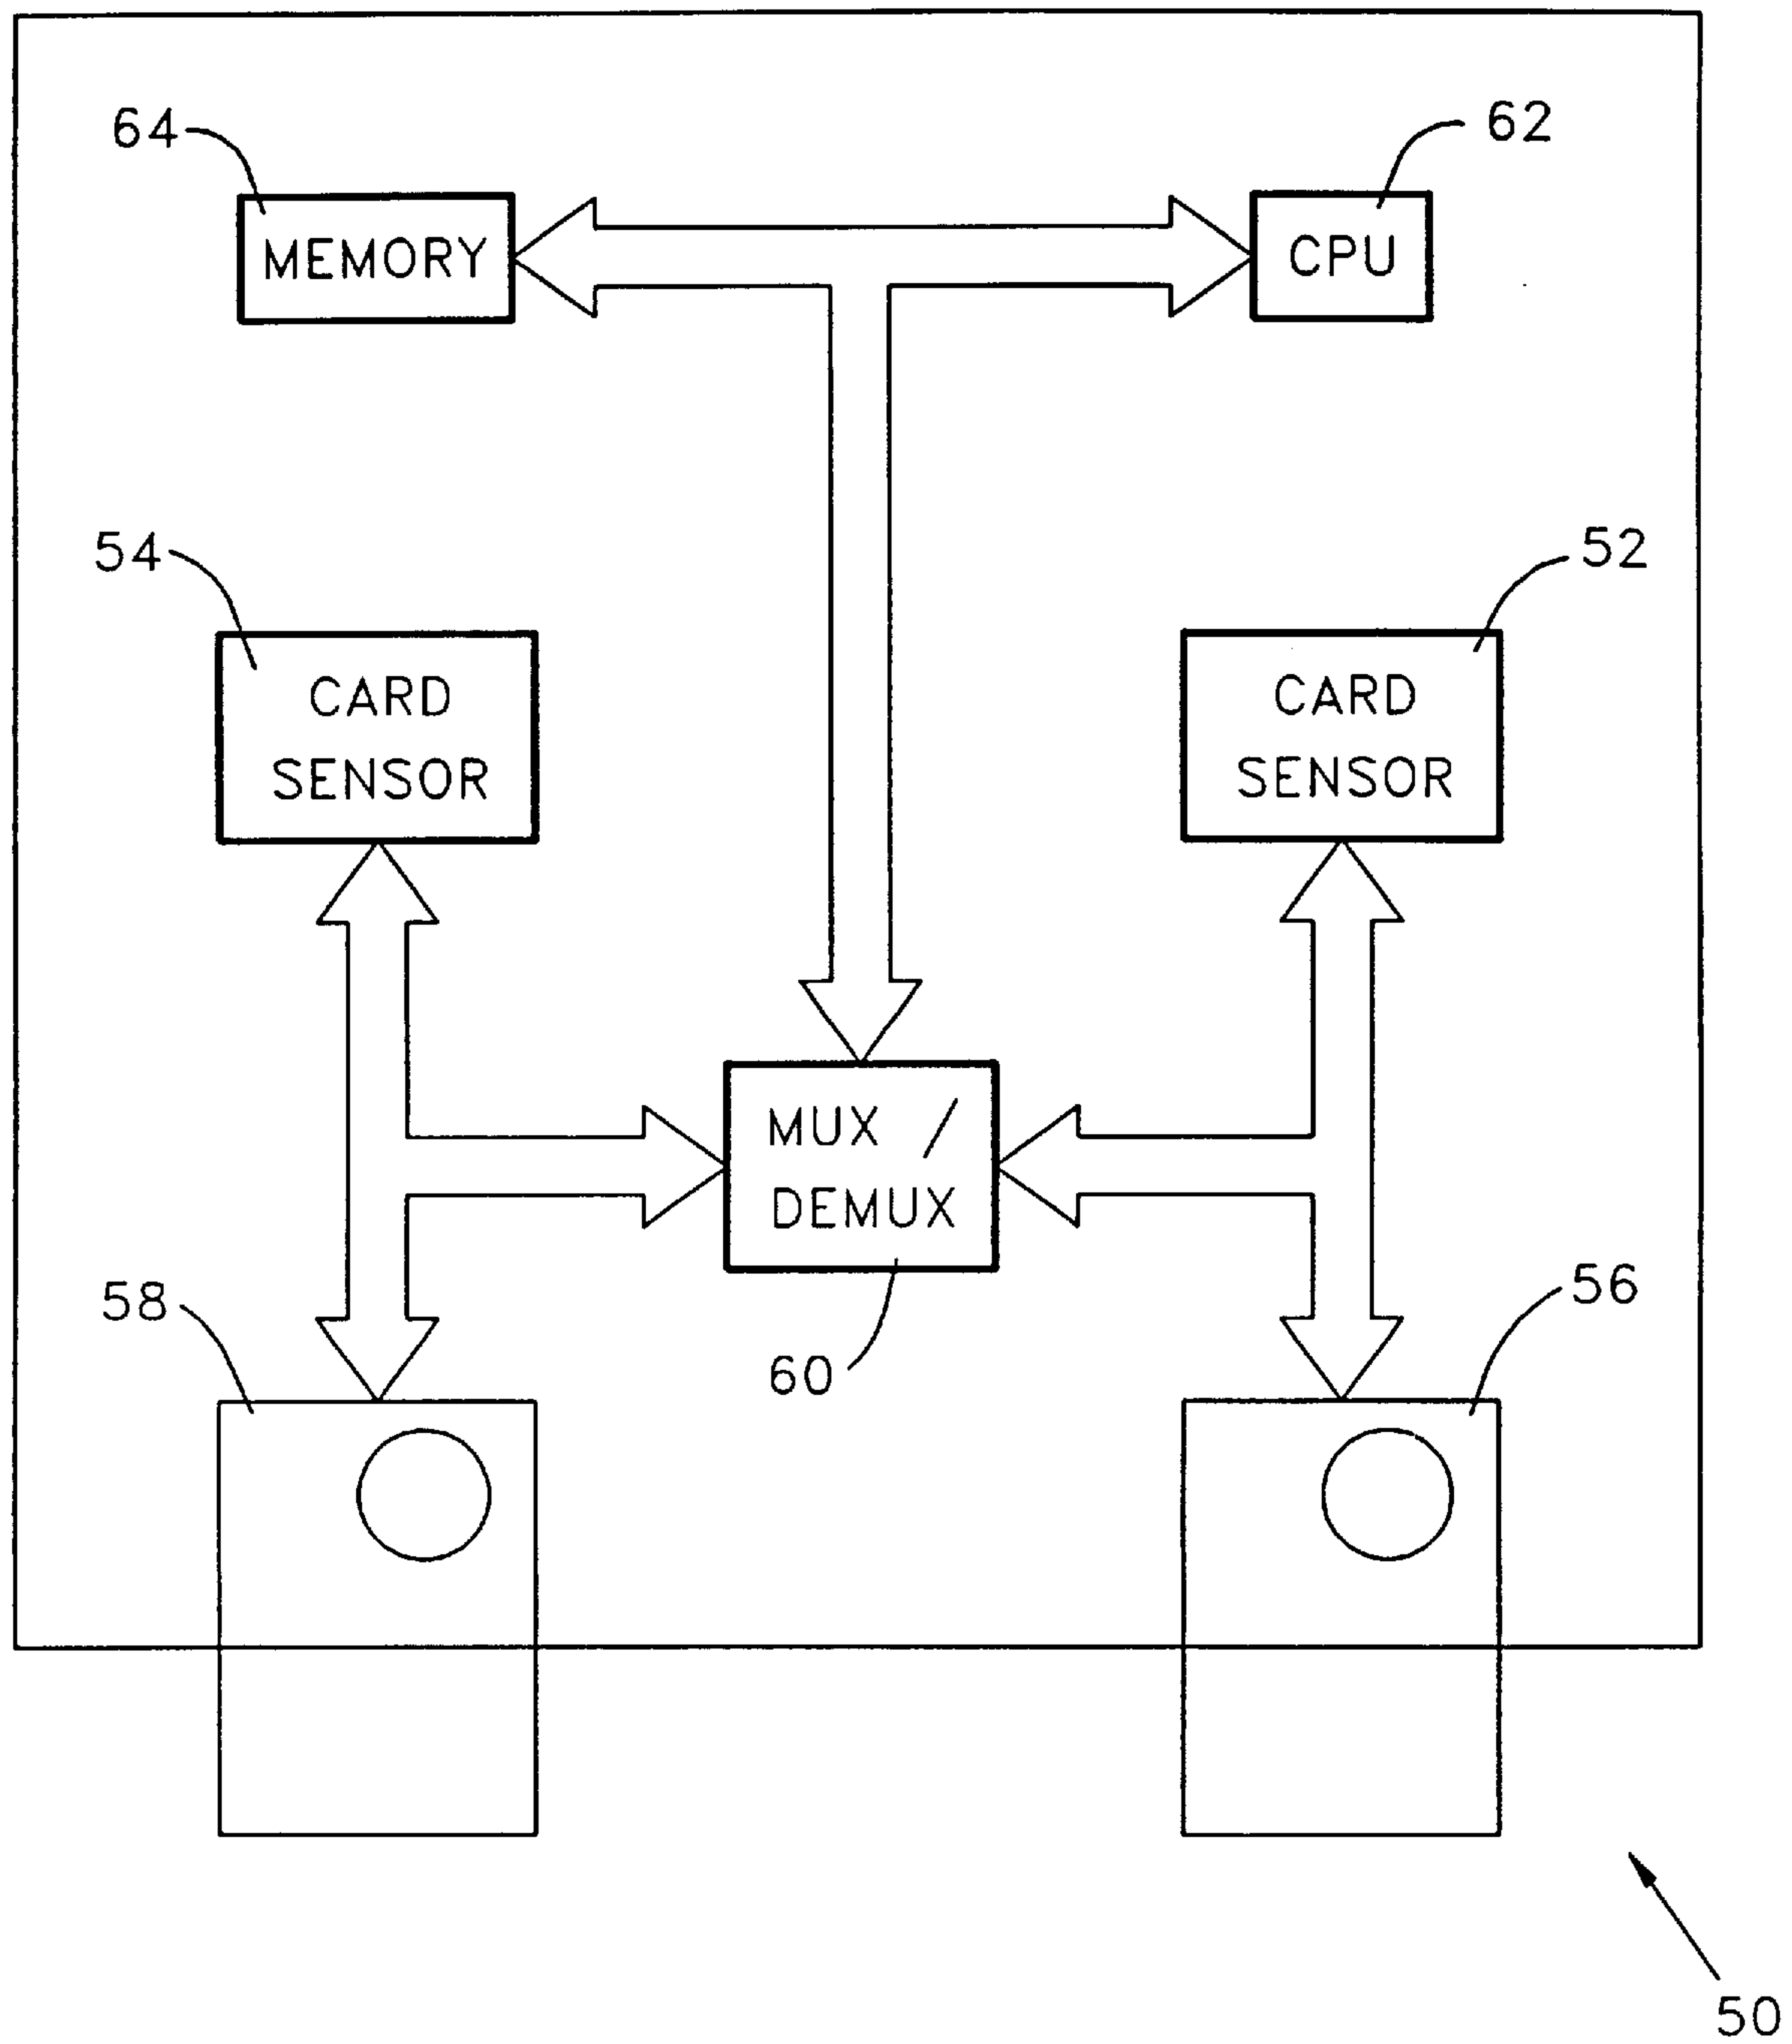 64
62
MEMORY
CPU
54
52
CARD
SENSOR
CARD
SENSOR
MUX /
DEMUX
58
56
60
50